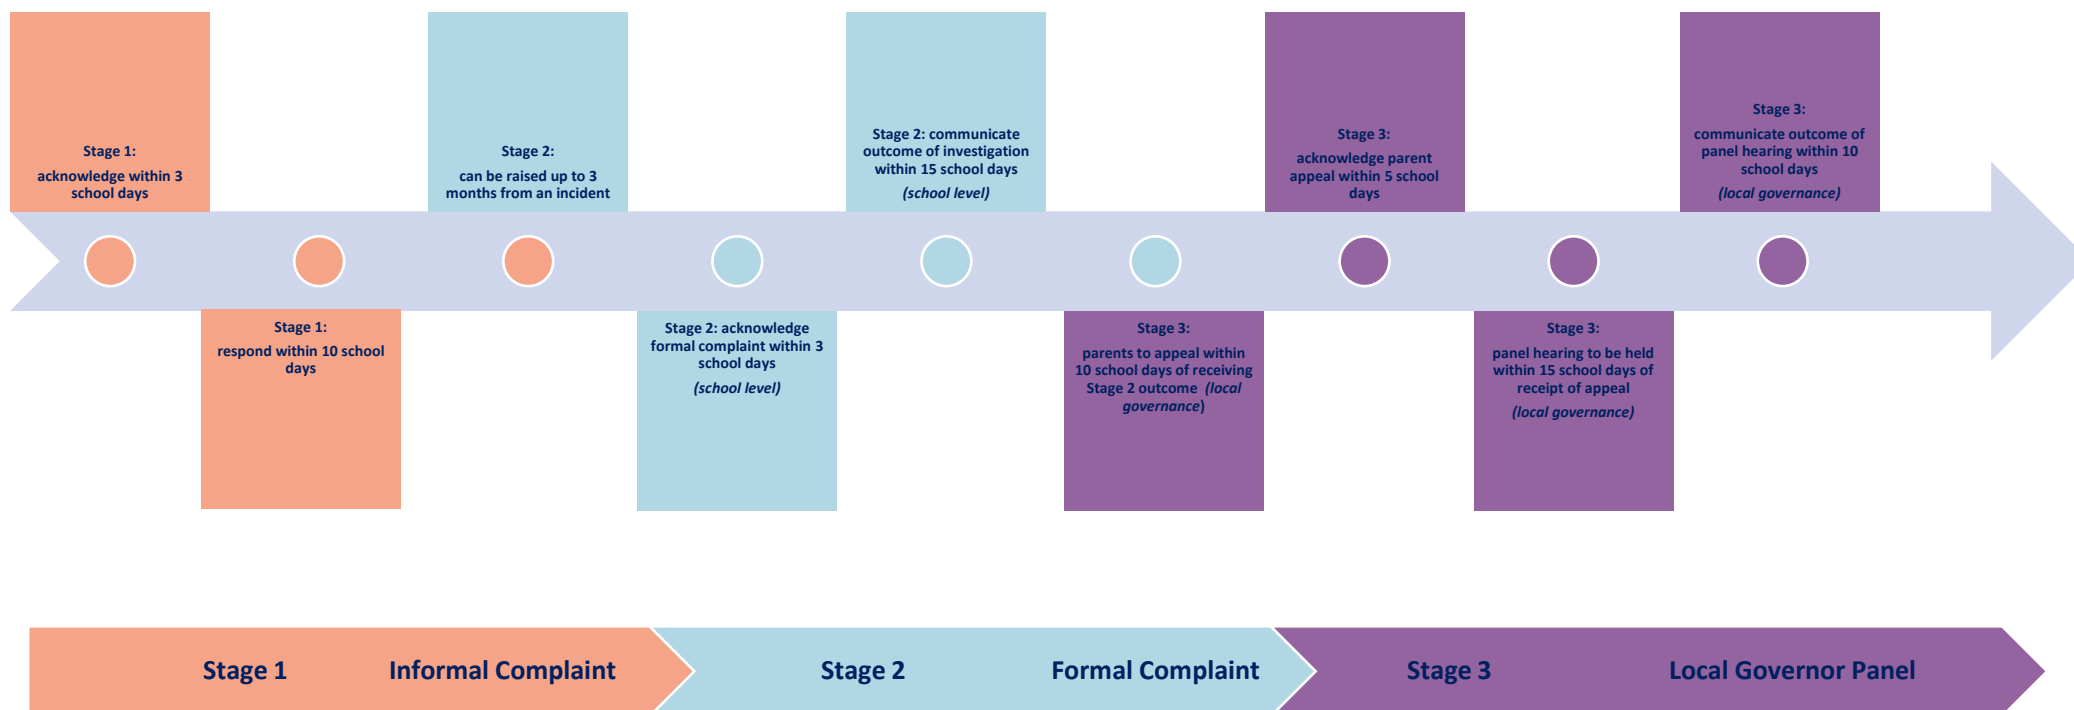 Stage 1:
acknowledge within 3
school days
Stage 1:
respond within 10 school
days
Stage 2:
can be raised up to 3
months from an incident
Stage 2: acknowledge
formal complaint within 3
school days
(school level)
Stage 2: communicate
outcome of investigation
within 15 school days
(school level)
Stage 3:
parents to appeal within
10 school days of receiving
Stage 2 outcome (local
governance)
Stage 3:
acknowledge parent
appeal within 5 school
days
Stage 3:
panel hearing to be held
within 15 school days of
receipt of appeal
(local governance)
Stage 3:
communicate outcome of
panel hearing within 10
school days
(local governance)
Stage 1 Informal Complaint
Stage 2 Formal Complaint
Stage 3 Local Governor Panel